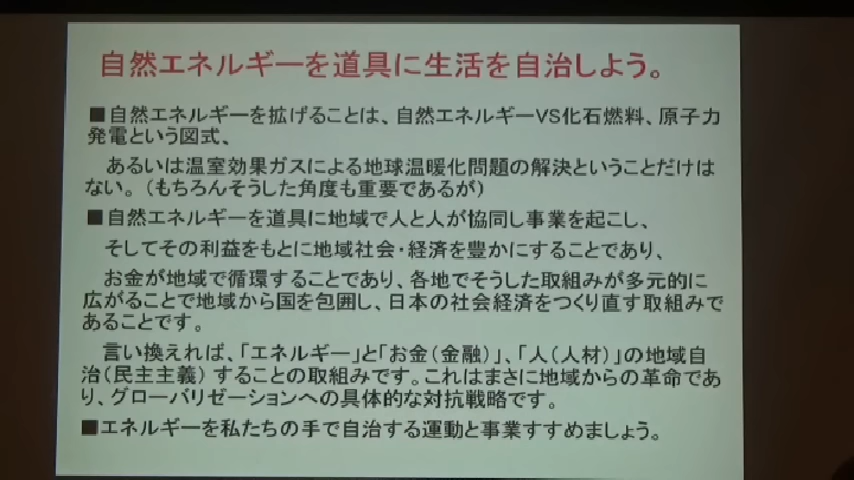 自然エネルギーを道具に生活を自治しよう。
■自然エネルギーを拡げることは、自然エネルギーVS化石燃料、原子力
発電という図式、
あるいは温室効果ガスによる地球温暖化問題の解決ということだけは
ない。（もちろんそうした角度も重要であるが）
■自然エネルギーを道具に地域で人と人が協同し事業を起こし、
そしてその利益をもとに地域社会・経済を豊かにすることであり、
お金が地域で循環することであり、各地でそうした取組みが多元的に
広がることで地域から国を包囲し、日本の社会経済をつくり直す取組みで
あることです。
言い換えれば、「エネルギー」と「お金（金融）」、「人（人材）」の地域自
治（民主主義）することの取組みです。これはまさに地域からの革命であ
り、グローバリゼーションへの具体的な対抗戦略です。
■エネルギーを私たちの手で自治する運動と事業すすめましょう。